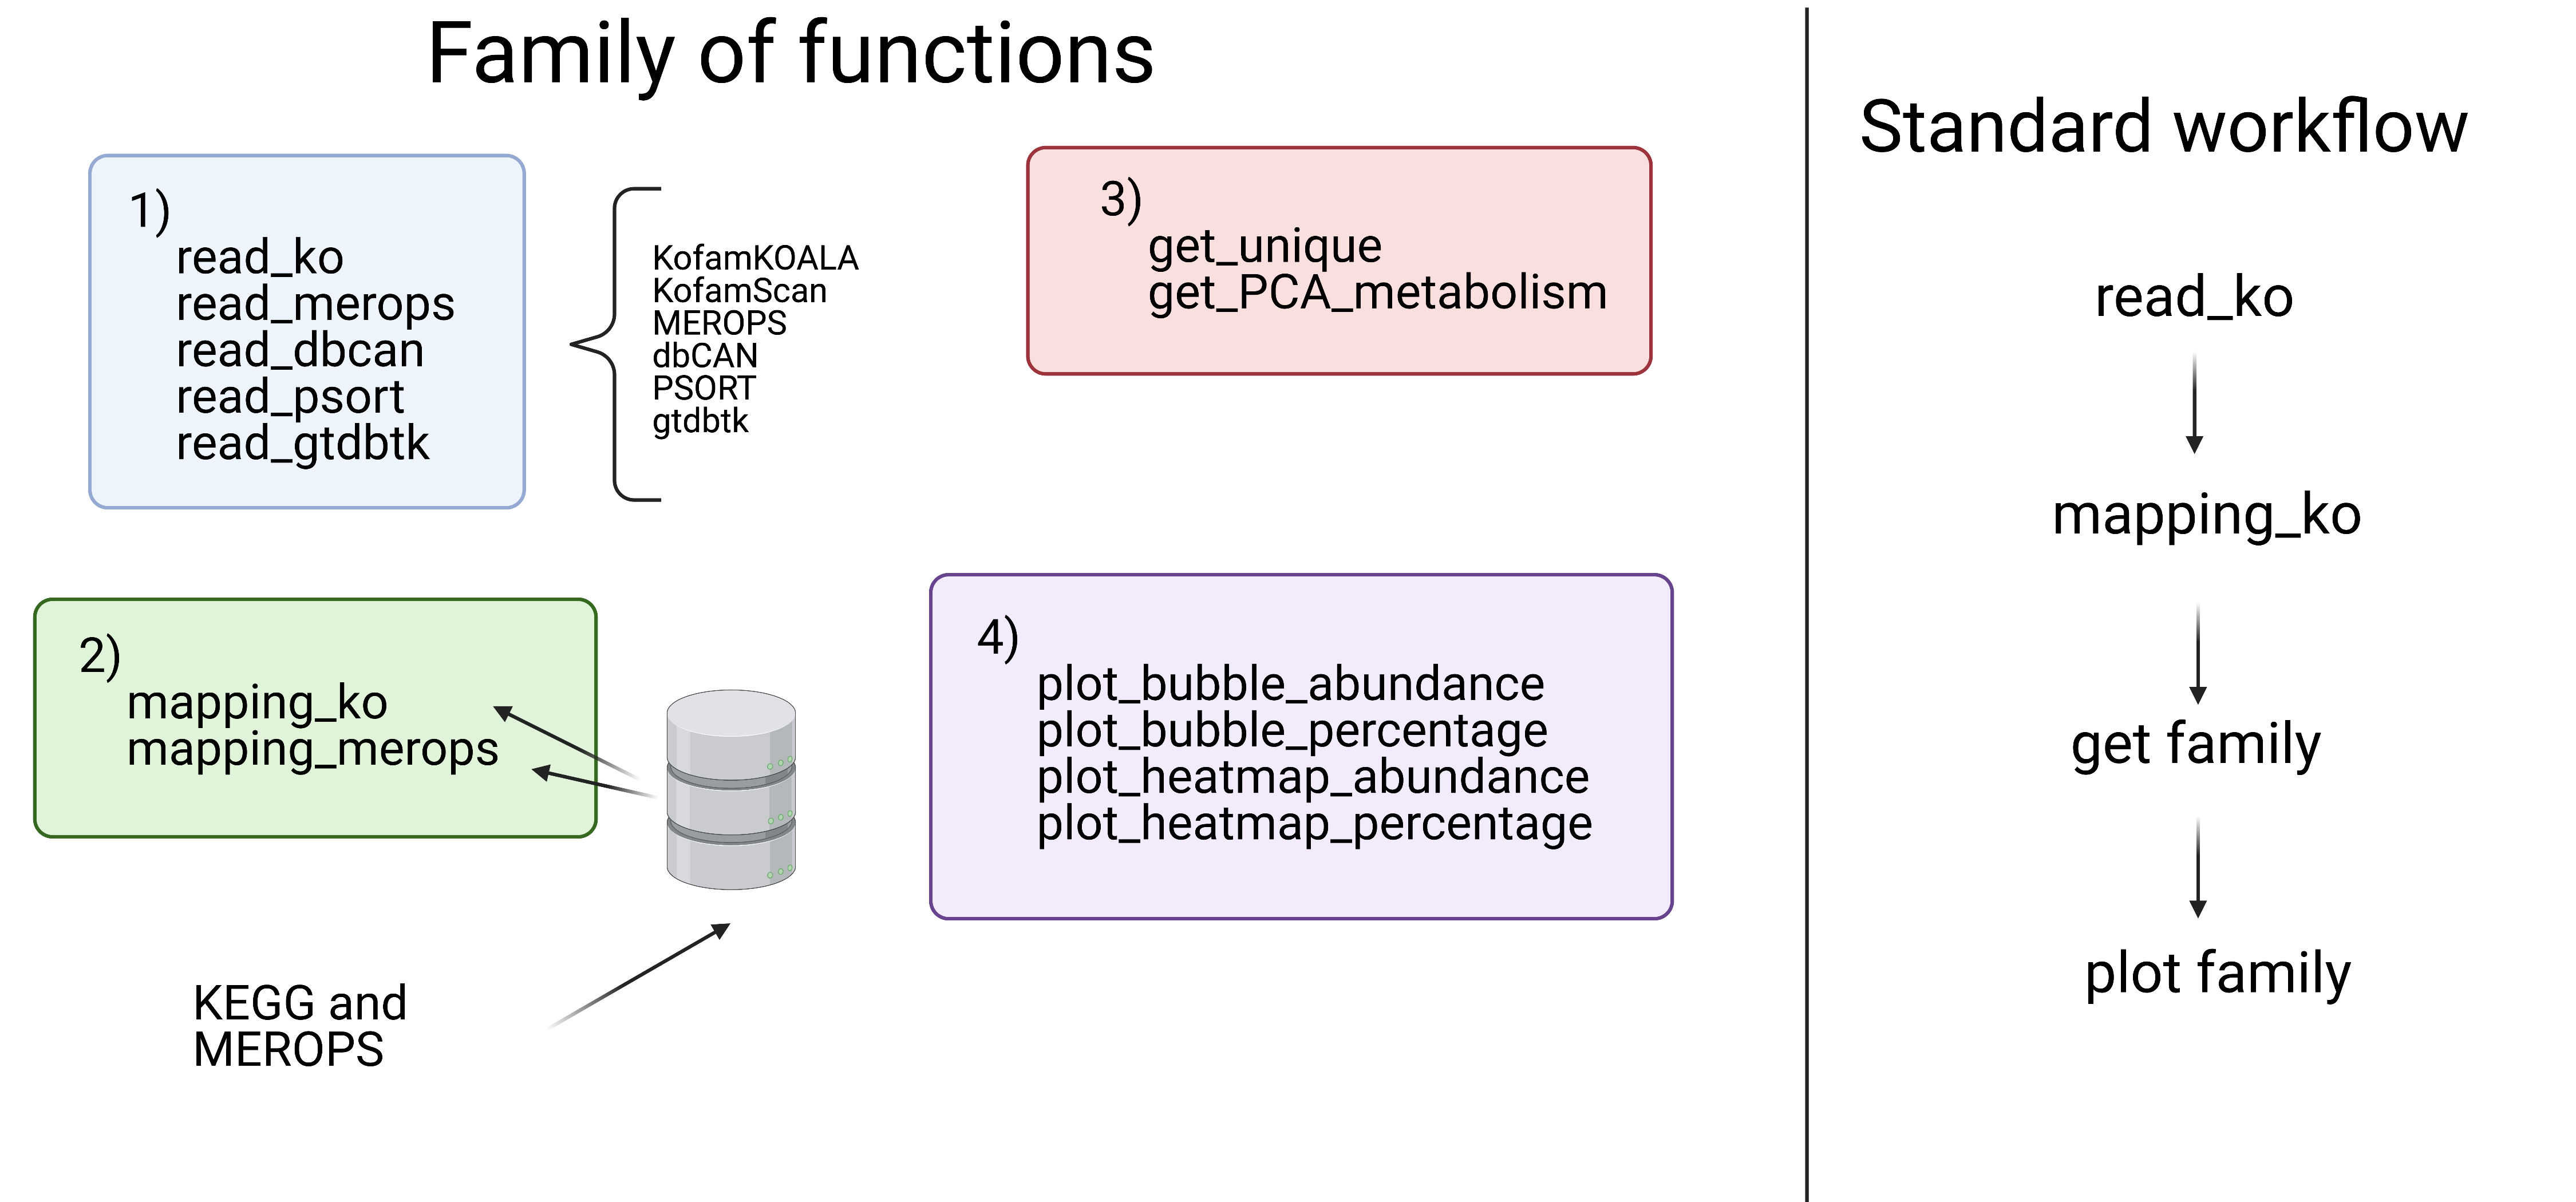 Family of functions
1)
read_ko
read_merops
read_dbcan
read_psort
read_gtdbtk
KofamKOALA
KofamScan
MEROPS
dbCAN
PSORT
gtdbtk
2)
mapping_ko
mapping_merops
KEGG and
MEROPS
3)
get_unique
get_PCA_metabolism
4)
plot_bubble_abundance
plot_bubble_percentage
plot_heatmap_abundance
plot_heatmap_percentage
Standard workflow
read_ko
mapping_ko
get family
plot family